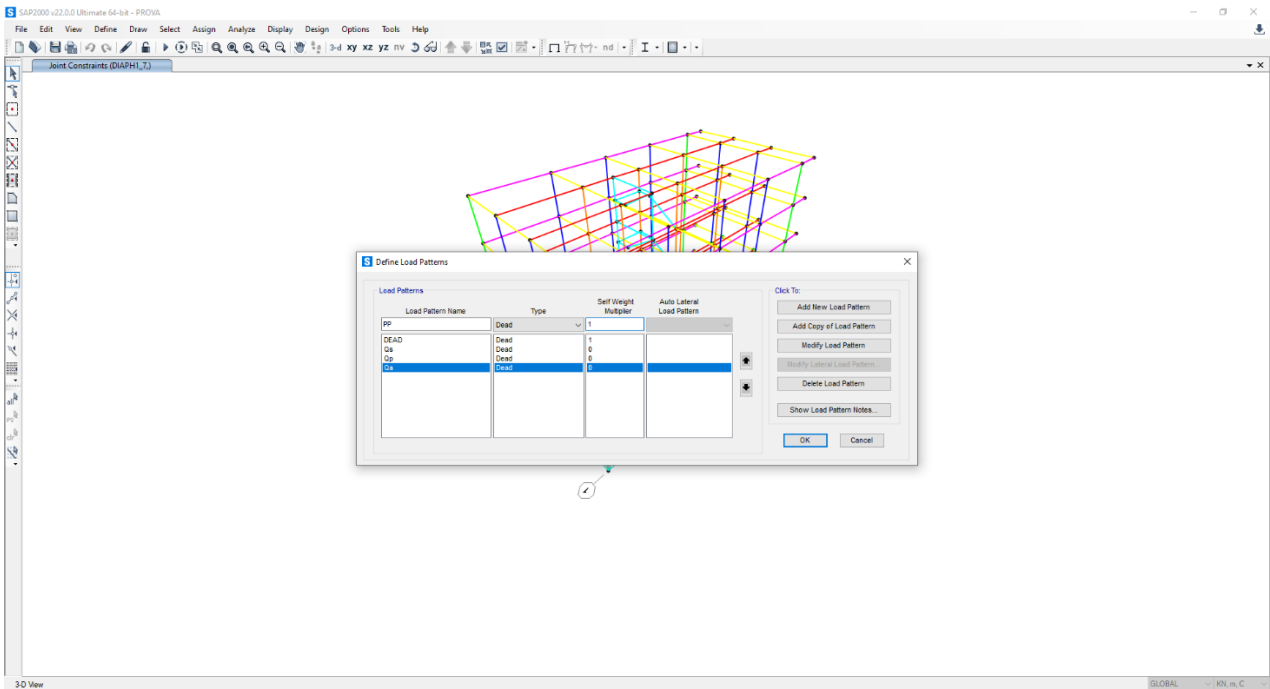 SAP2000 v22.0.0 Ultimate 64-bit - PROVA
File Edit View Define Draw Select Assign Analyze Display Design Options Tools Help
3-d xy xz yz nv nd
Joint Constraints (DIAPH1_7,)
Define Load Patterns
Load Patterns
Click To:
Load Pattern Name Type Self Weight Multiplier Auto Lateral Load Pattern
PP Dead 1
DEAD Dead 1
Qs Dead 0
Qp Dead 0
Qa Dead 0
Add New Load Pattern
Add Copy of Load Pattern
Modify Load Pattern
Modify Lateral Load Pattern...
Delete Load Pattern
Show Load Pattern Notes...
OK Cancel
all
ps
clr
3-D View GLOBAL KN, m, C